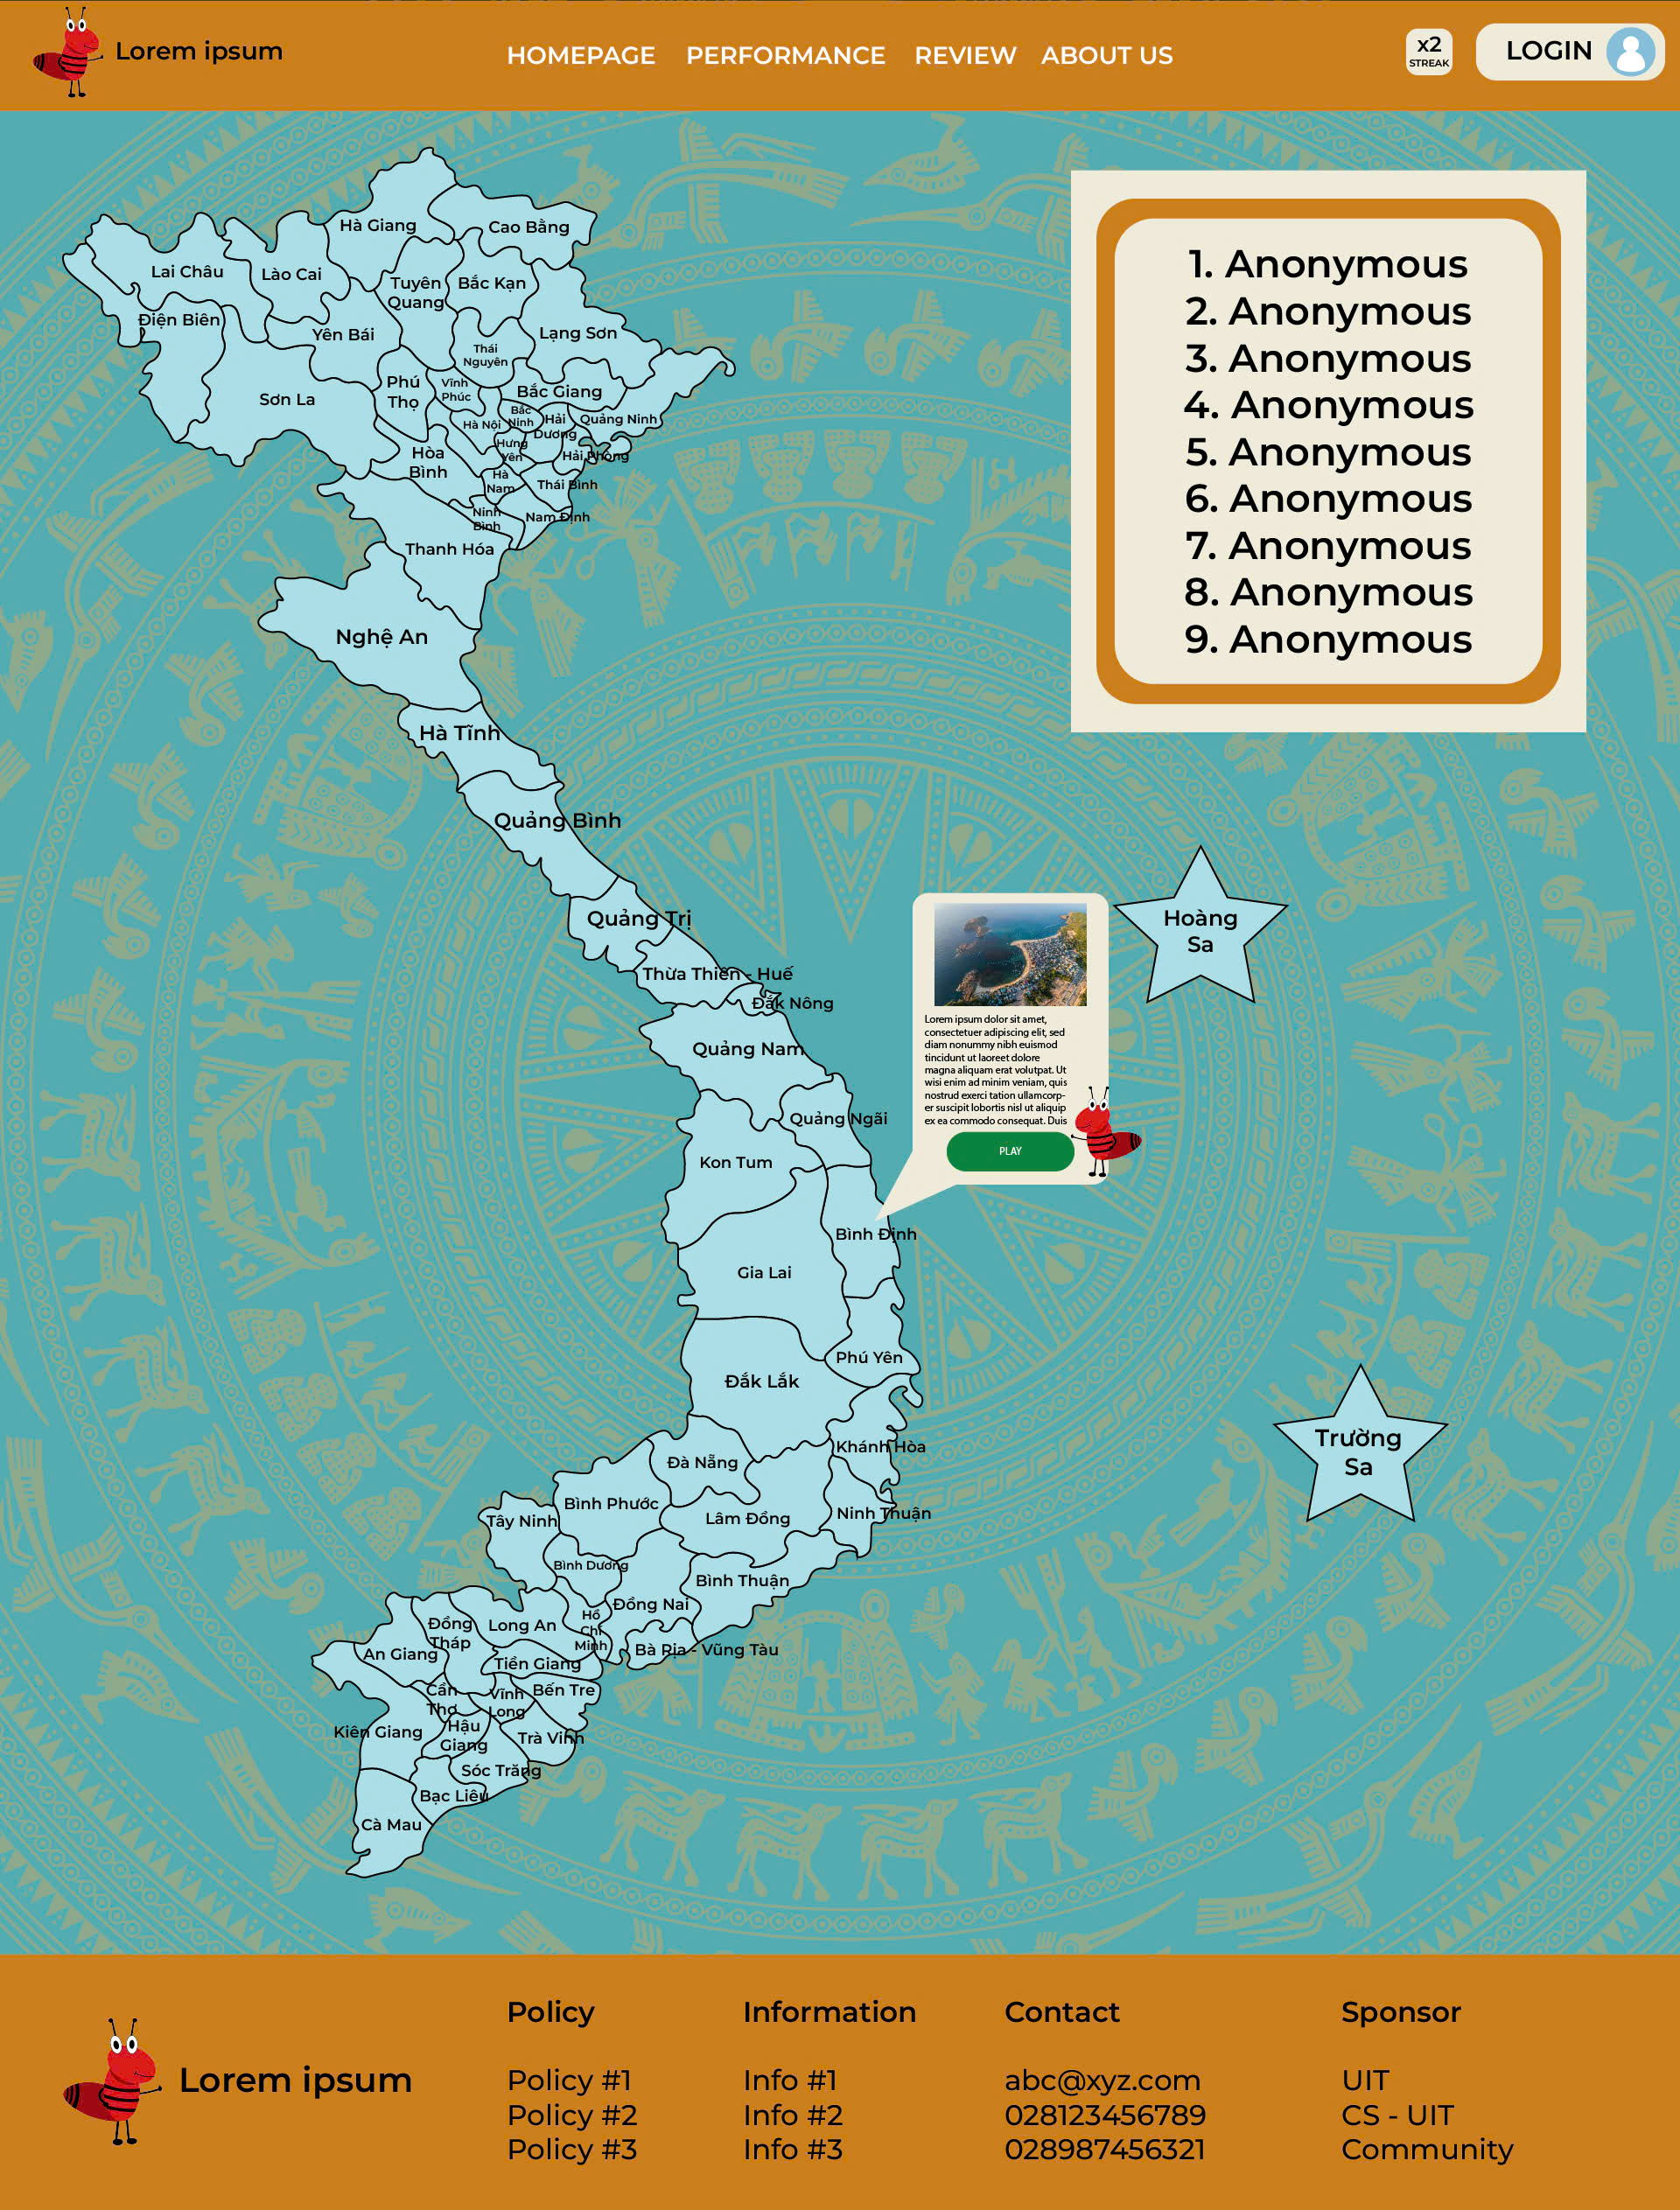 Lorem ipsum
HOMEPAGE PERFORMANCE REVIEW ABOUT US
x2
STREAK
LOGIN
Hà Giang
Cao Bằng
Lai Châu
Lào Cai
Tuyên
Quang
Bắc Kạn
Điện Biên
Yên Bái
Lạng Sơn
Thái
Nguyên
Sơn La
Phú
Thọ
Vĩnh
Phúc
Bắc Giang
Hà Nội
Bắc
Ninh
Hải
Dương
Quảng Ninh
Hưng
Yên
Hải Phòng
Hòa
Bình
Hà
Nam
Thái Bình
Ninh
Bình
Nam Định
Thanh Hóa
Nghệ An
Hà Tĩnh
Quảng Bình
Quảng Trị
Thừa Thiên - Huế
Đắk Nông
Quảng Nam
Quảng Ngãi
Kon Tum
Bình Định
Gia Lai
Phú Yên
Đắk Lắk
Khánh Hòa
Đà Nẵng
Bình Phước
Lâm Đồng
Ninh Thuận
Tây Ninh
Bình Dương
Bình Thuận
Đồng Nai
Hồ
Chí
Minh
Long An
Đồng
Tháp
Bà Rịa - Vũng Tàu
An Giang
Tiền Giang
Cần
Thơ
Vĩnh
Long
Bến Tre
Kiên Giang
Hậu
Giang
Trà Vinh
Sóc Trăng
Bạc Liêu
Cà Mau
1. Anonymous
2. Anonymous
3. Anonymous
4. Anonymous
5. Anonymous
6. Anonymous
7. Anonymous
8. Anonymous
9. Anonymous
Hoàng
Sa
Lorem ipsum dolor sit amet,
consectetuer adipiscing elit, sed
diam nonummy nibh euismod
tincidunt ut laoreet dolore
magna aliquam erat volutpat. Ut
wisi enim ad minim veniam, quis
nostrud exerci tation ullamcorp-
er suscipit lobortis nisl ut aliquip
ex ea commodo consequat. Duis
PLAY
Trường
Sa
Lorem ipsum
Policy
Policy #1
Policy #2
Policy #3
Information
Info #1
Info #2
Info #3
Contact
abc@xyz.com
028123456789
028987456321
Sponsor
UIT
CS - UIT
Community